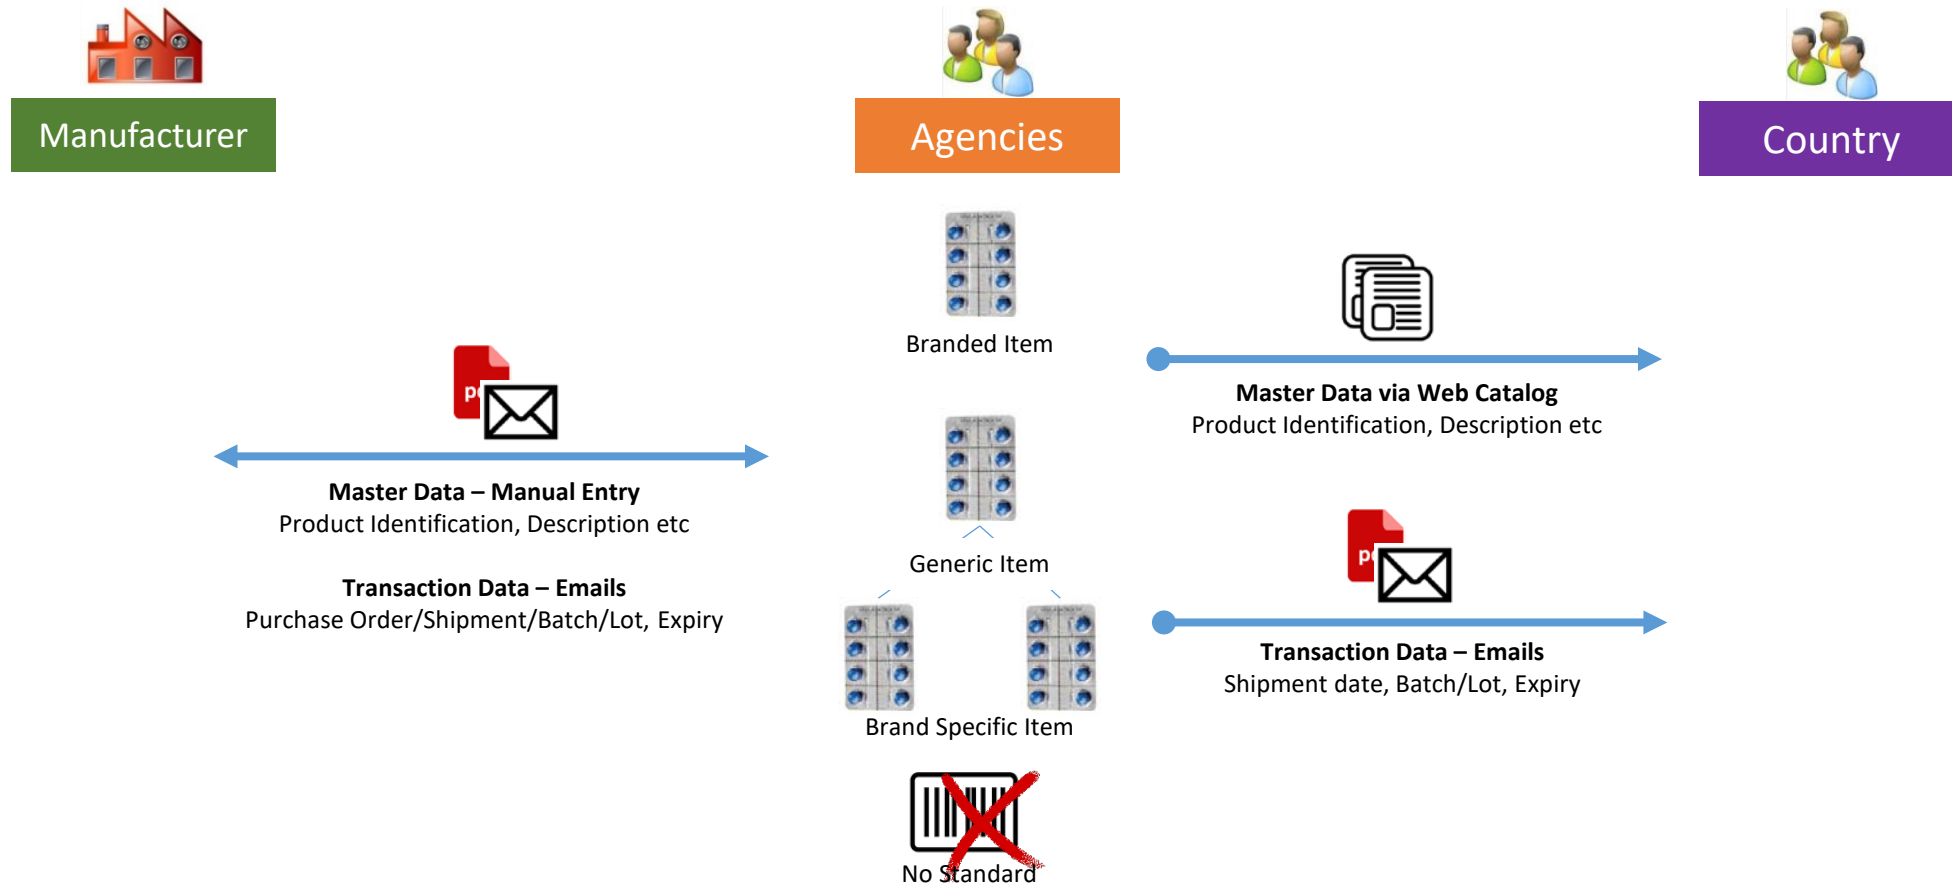 Manufacturer
Agencies
Country
Branded Item
Master Data via Web Catalog
Product Identification, Description etc
Master Data – Manual Entry
Product Identification, Description etc
Generic Item
Transaction Data – Emails
Purchase Order/Shipment/Batch/Lot, Expiry
Transaction Data – Emails
Shipment date, Batch/Lot, Expiry
Brand Specific Item
No Standard